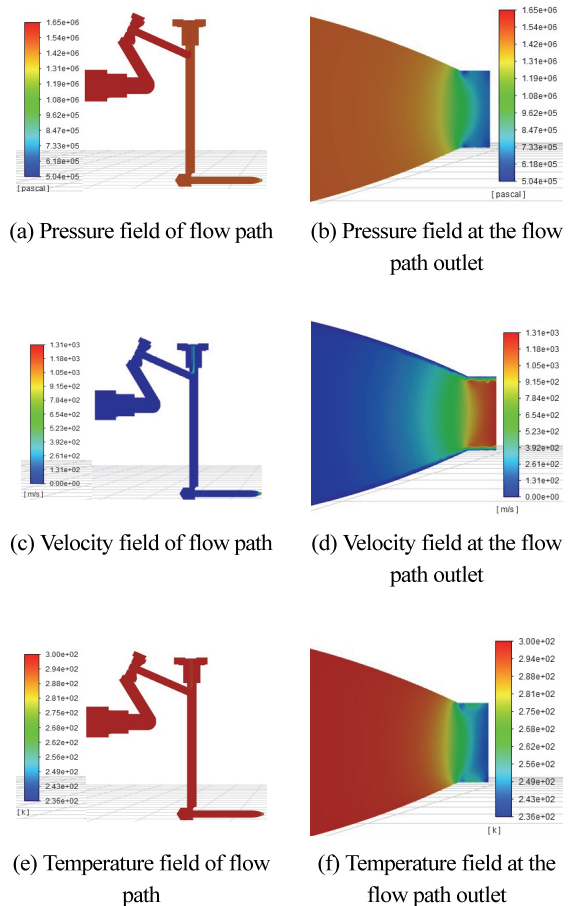 1.65e+06
1.54e+06
1.42e+06
1.31e+06
1.19e+06
1.08e+06
9.62e+05
8.47e+05
7.33e+05
6.18e+05
5.04e+05
[ pascal]
1.65e+06
1.54e+06
1.42e+06
1.31e+06
1.19e+06
1.08e+06
9.62e+05
8.47e+05
7.33e+05
6.18e+05
5.04e+05
[ pascal]
(a) Pressure field of flow path
(b) Pressure field at the flow
path outlet
1.31e+03
1.18e+03
1.05e+03
9.15e+02
7.84e+02
6.54e+02
5.23e+02
3.92e+02
2.61e+02
1.31e+02
0.00e+00
[ m/s]
1.31e+03
1.18e+03
1.05e+03
9.15e+02
7.84e+02
6.54e+02
5.23e+02
3.92e+02
2.61e+02
1.31e+02
0.00e+00
[ m/s]
(c) Velocity field of flow path
(d) Velocity field at the flow
path outlet
3.00e+02
2.94e+02
2.88e+02
2.81e+02
2.75e+02
2.68e+02
2.62e+02
2.56e+02
2.49e+02
2.43e+02
2.36e+02
[ k]
3.00e+02
2.94e+02
2.88e+02
2.81e+02
2.75e+02
2.68e+02
2.62e+02
2.56e+02
2.49e+02
2.43e+02
2.36e+02
[ k]
(e) Temperature field of flow
path
(f) Temperature field at the
flow path outlet